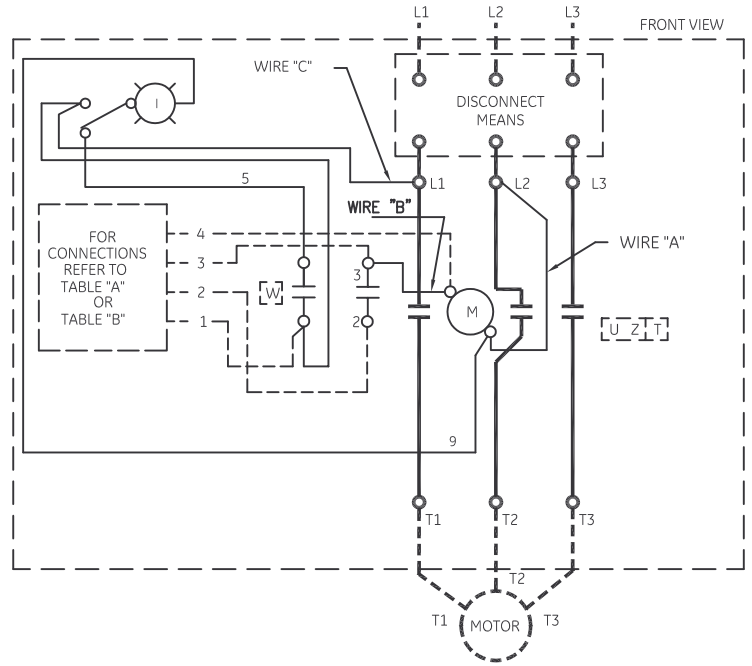 L1 L2 L3
FRONT VIEW
WIRE "C"
I
DISCONNECT
MEANS
5
L1 L2 L3
WIRE "B"
FOR
CONNECTIONS
REFER TO
TABLE "A"
OR
TABLE "B"
4
3
2
1
W
3
2
M
WIRE "A"
U Z T
9
T1 T2 T3
T2
T1 MOTOR T3